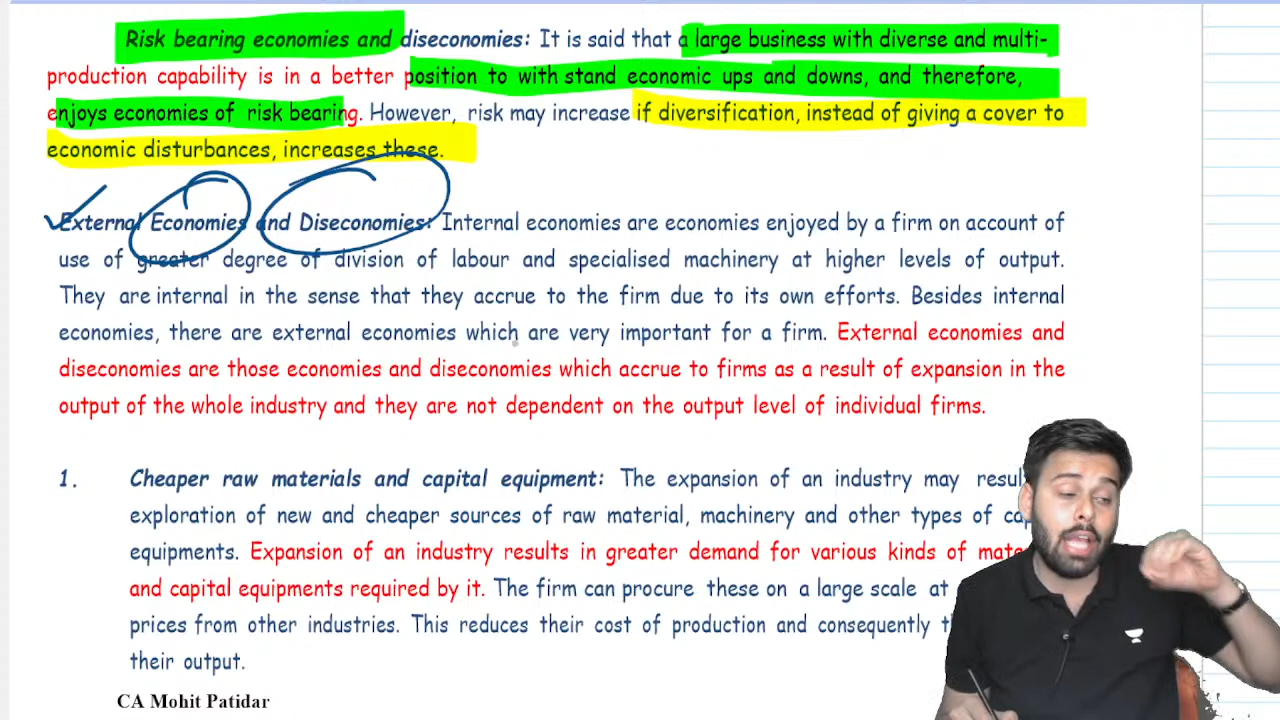 Risk bearing economies and diseconomies: It is said that a large business with diverse and multi-
production capability is in a better position to with stand economic ups and downs, and therefore,
enjoys economies of risk bearing. However, risk may increase if diversification, instead of giving a cover to
economic disturbances, increases these.
External Economies and Diseconomies: Internal economies are economies enjoyed by a firm on account of
use of greater degree of division of labour and specialised machinery at higher levels of output.
They are internal in the sense that they accrue to the firm due to its own efforts. Besides internal
economies, there are external economies which are very important for a firm. External economies and
diseconomies are those economies and diseconomies which accrue to firms as a result of expansion in the
output of the whole industry and they are not dependent on the output level of individual firms.
1. Cheaper raw materials and capital equipment: The expansion of an industry may
exploration of new and cheaper sources of raw material, machinery and other types of
equipments. Expansion of an industry results in greater demand for various kinds of
and capital equipments required by it. The firm can procure these on a large scale at
prices from other industries. This reduces their cost of production and consequently
their output.
CA Mohit Patidar